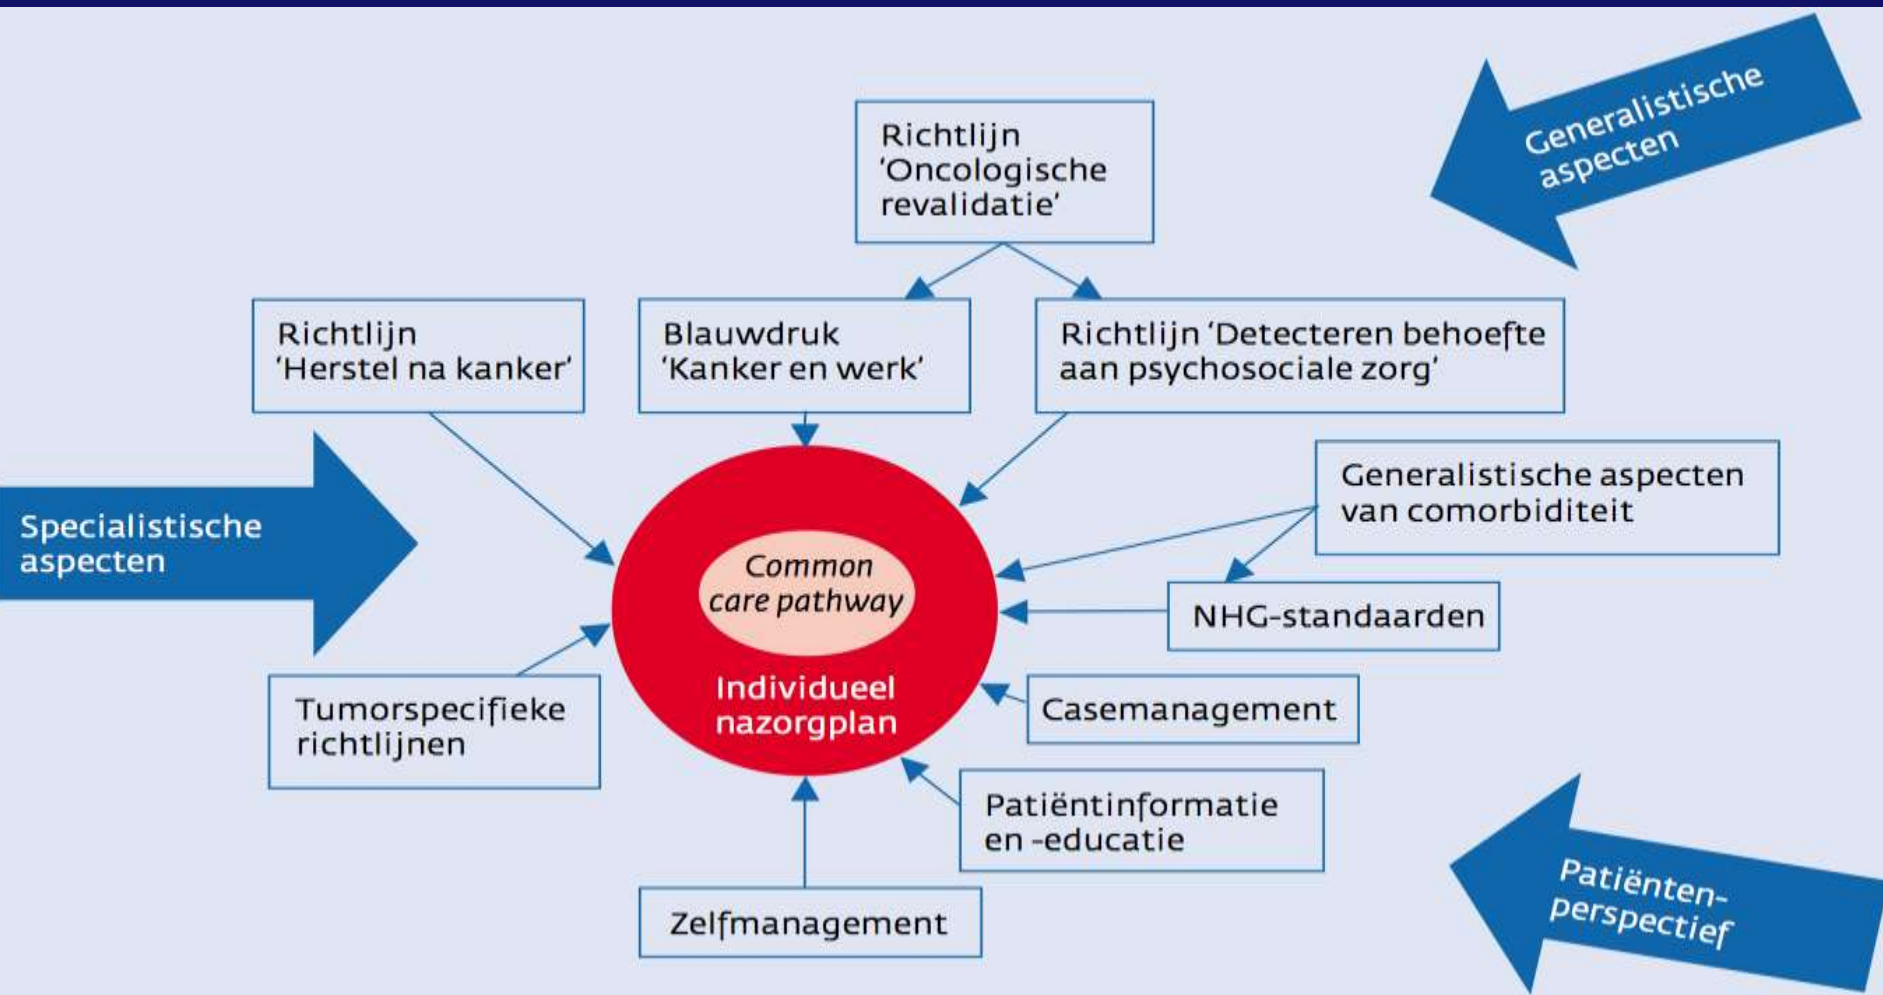 Generalistische
aspecten
Richtlijn
‘Oncologische
revalidatie’
Richtlijn
‘Herstel na kanker’
Blauwdruk
‘Kanker en werk’
Richtlijn ‘Detecteren behoefte
aan psychosociale zorg’
Generalistische aspecten
van comorbiditeit
Specialistische
aspecten
Common
care pathway
NHG-standaarden
Individueel
nazorgplan
Casemanagement
Tumorspecifieke
richtlijnen
Patiëntinformatie
en -educatie
Patiënten-
perspectief
Zelfmanagement